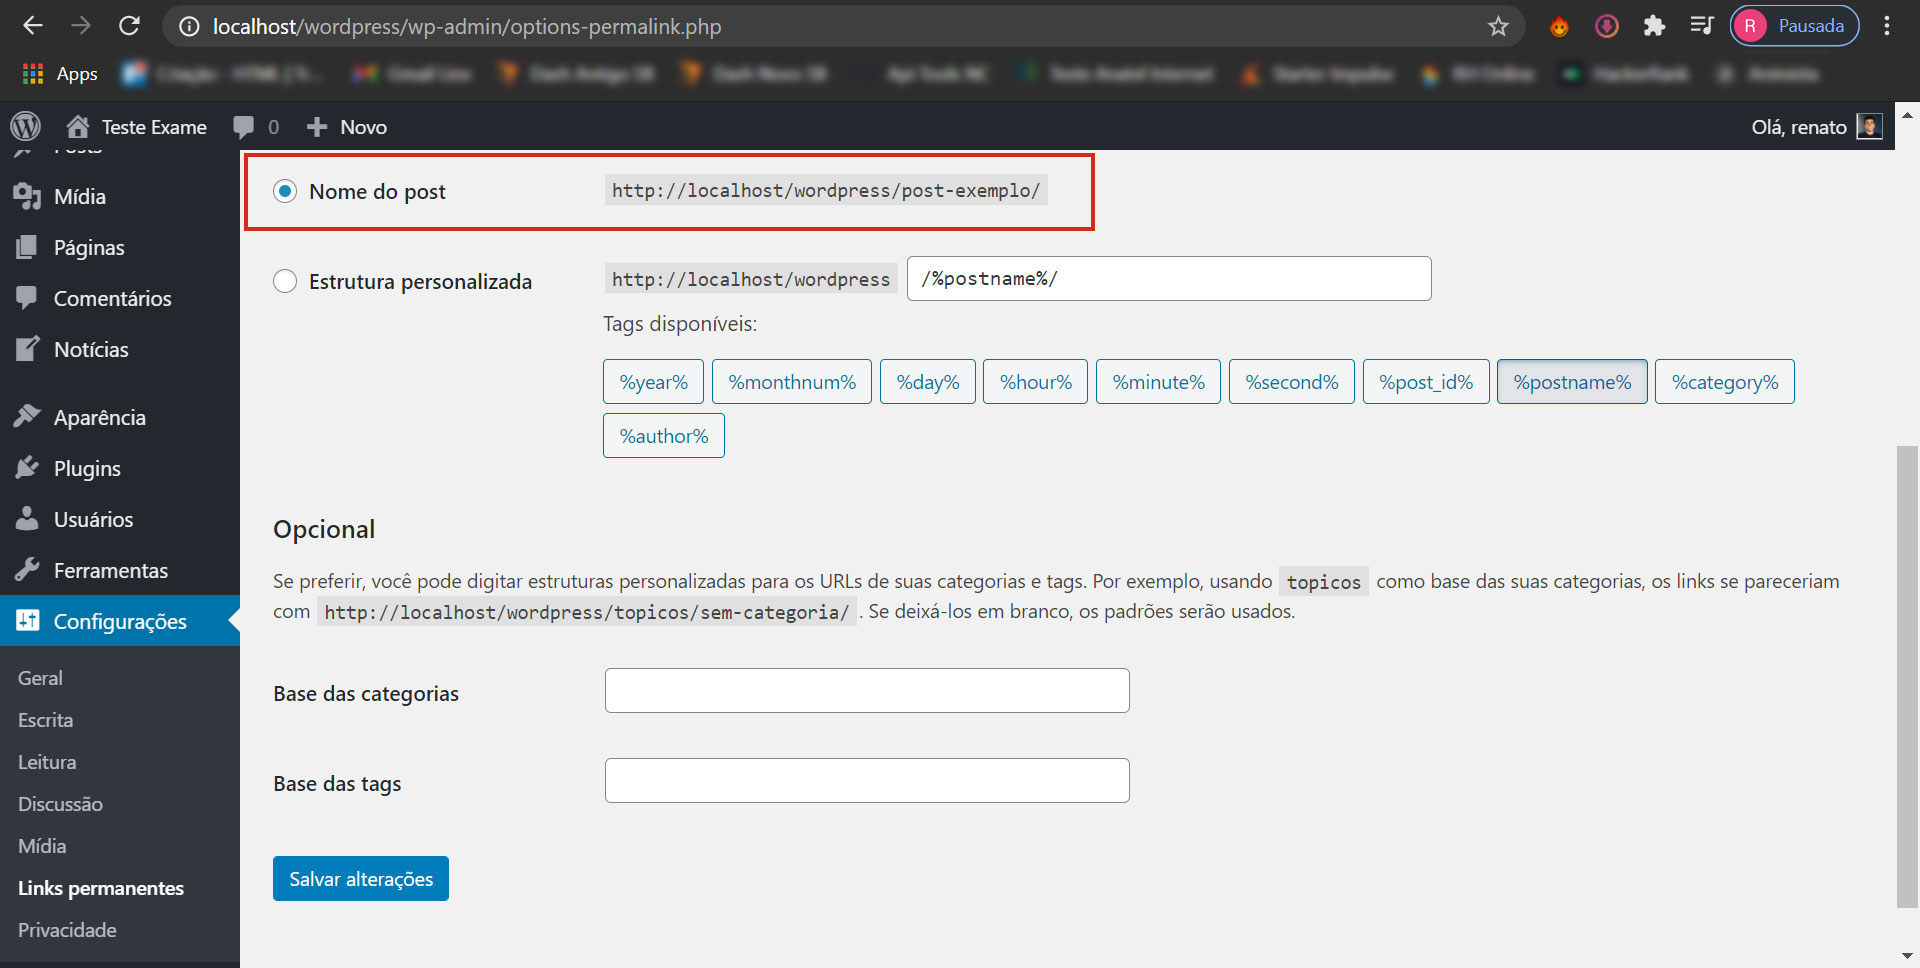 localhost/wordpress/wp-admin/options-permalink.php
R Pausada
Apps
Teste Exame 0 Novo
Olá, renato
Posts
Mídia
Páginas
Comentários
Notícias
Aparência
Plugins
Usuários
Ferramentas
Configurações
Geral
Escrita
Leitura
Discussão
Mídia
Links permanentes
Privacidade
Nome do post http://localhost/wordpress/post-exemplo/
Estrutura personalizada http://localhost/wordpress /%postname%/
Tags disponíveis:
%year% %monthnum% %day% %hour% %minute% %second% %post_id% %postname% %category%
%author%
Opcional
Se preferir, você pode digitar estruturas personalizadas para os URLs de suas categorias e tags. Por exemplo, usando topicos como base das suas categorias, os links se pareceriam
com http://localhost/wordpress/topicos/sem-categoria/ . Se deixá-los em branco, os padrões serão usados.
Base das categorias
Base das tags
Salvar alterações